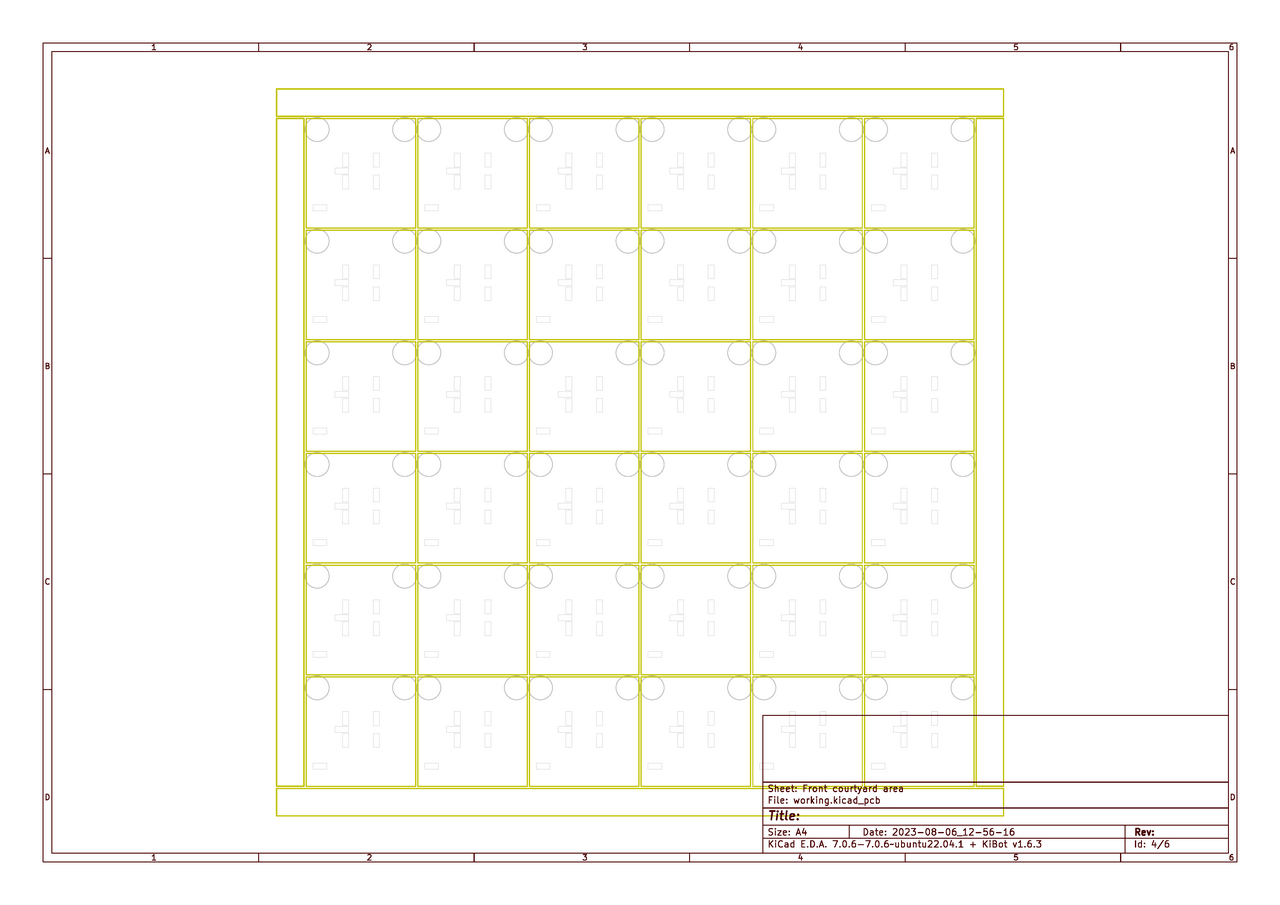 1 2 3 4 5 6
A A
B B
C C
D D
Sheet: Front courtyard area
File: working.kicad_pcb
Title:
Size: A4 Date: 2023-08-06_12-56-16 Rev:
KiCad E.D.A. 7.0.6-7.0.6~ubuntu22.04.1 + KiBot v1.6.3 Id: 4/6
1 2 3 4 5 6